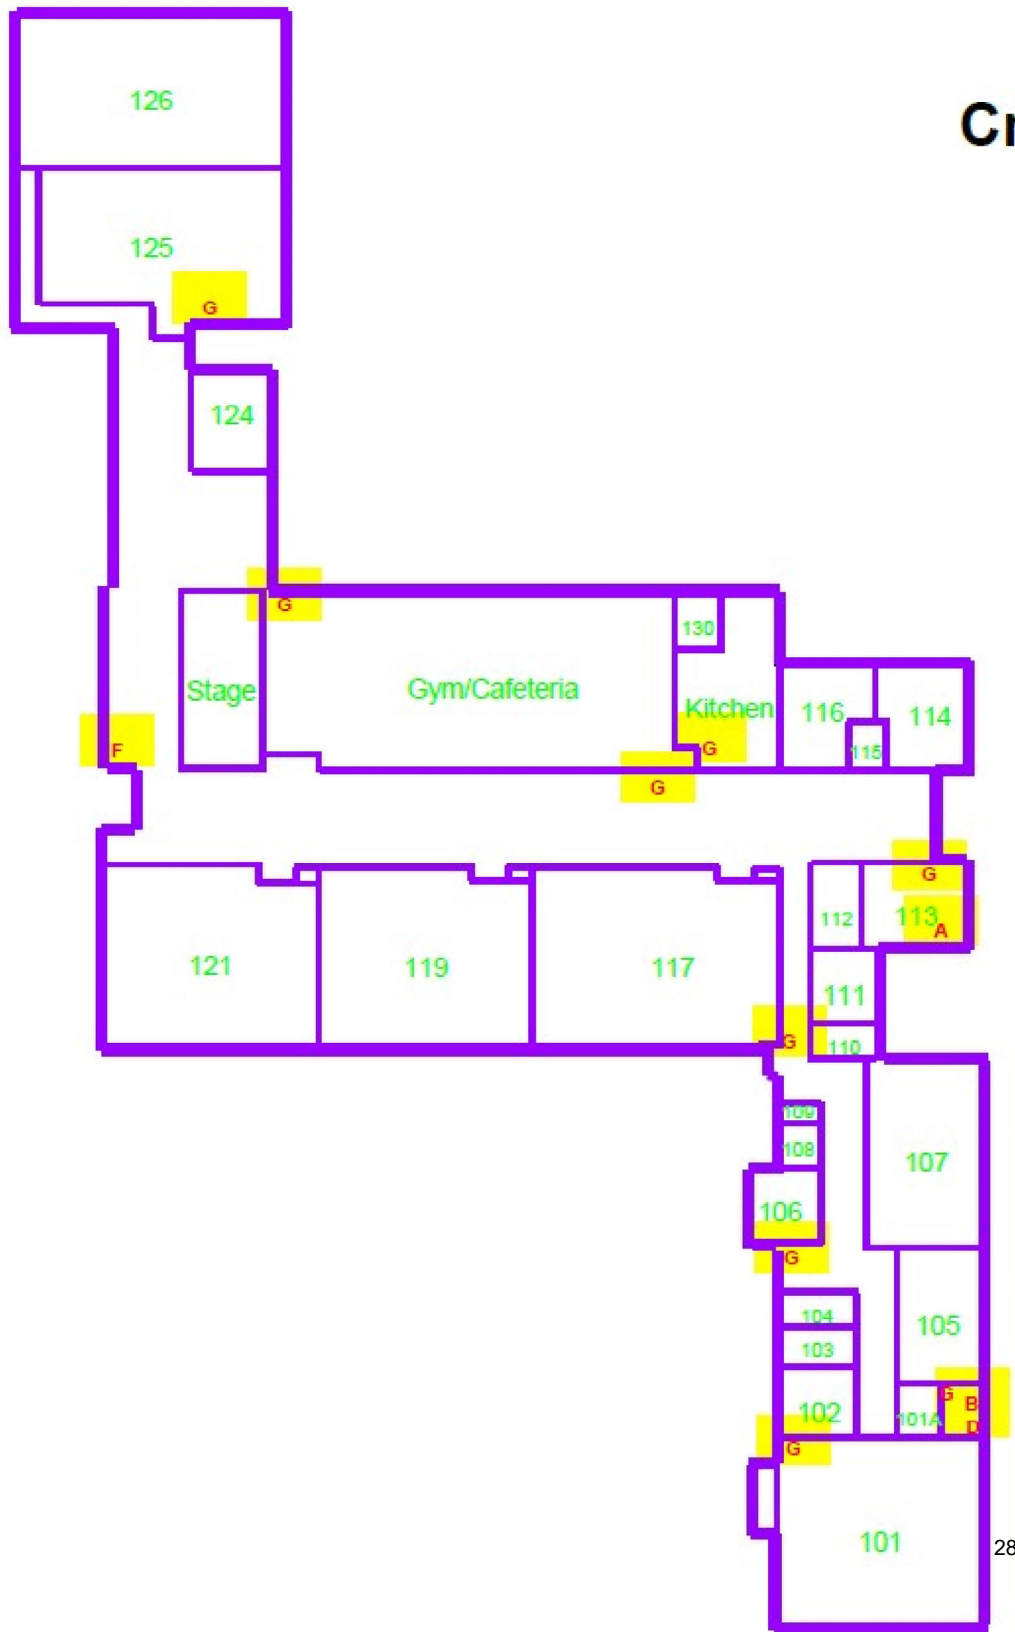 126
Cr
125
G
124
G
130
Stage
Gym/Cafeteria
Kitchen
116
114
F
G
115
G
G
112
113
A
121
119
117
111
G
110
109
108
107
106
G
104
105
103
G
B
102
101A
D
G
101
28